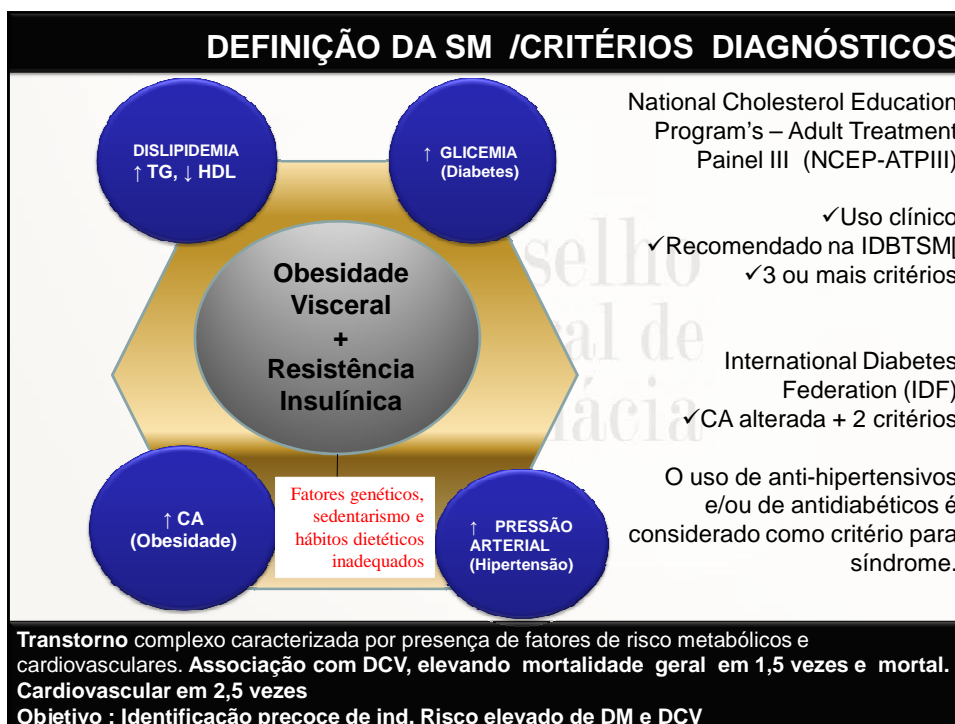 DEFINIÇÃO DA SM /CRITÉRIOS DIAGNÓSTICOS
DISLIPIDEMIA
↑ TG, ↓ HDL
↑ GLICEMIA
(Diabetes)
Obesidade
Visceral
+
Resistência
Insulínica
↑ CA
(Obesidade)
Fatores genéticos,
sedentarismo e
hábitos dietéticos
inadequados
↑ PRESSÃO
ARTERIAL
(Hipertensão)
National Cholesterol Education
Program's – Adult Treatment
Painel III (NCEP-ATPIII)
✓Uso clínico
✓Recomendado na IDBTSM[
✓3 ou mais critérios
International Diabetes
Federation (IDF)
✓CA alterada + 2 critérios
O uso de anti-hipertensivos
e/ou de antidiabéticos é
considerado como critério para
síndrome.
Transtorno complexo caracterizada por presença de fatores de risco metabólicos e
cardiovasculares. Associação com DCV, elevando mortalidade geral em 1,5 vezes e mortal.
Cardiovascular em 2,5 vezes
Objetivo : Identificação precoce de ind. Risco elevado de DM e DCV